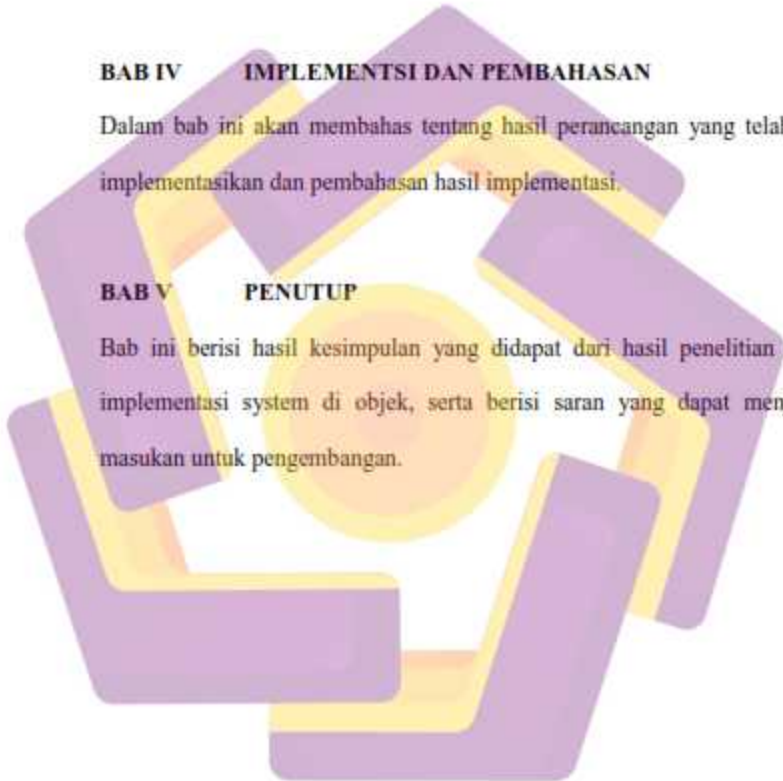 BAB IV IMPLEMENTSI DAN PEMBAHASAN
Dalam bab ini akan membahas tentang hasil perancangan yang
implementasikan dan pembahasan hasil implementasi.
BAB V PENUTUP
Bab ini berisi hasil kesimpulan yang didapat dari hasil penelitian
implementasi system di objek, serta berisi saran yang dapat
masukan untuk pengembangan.